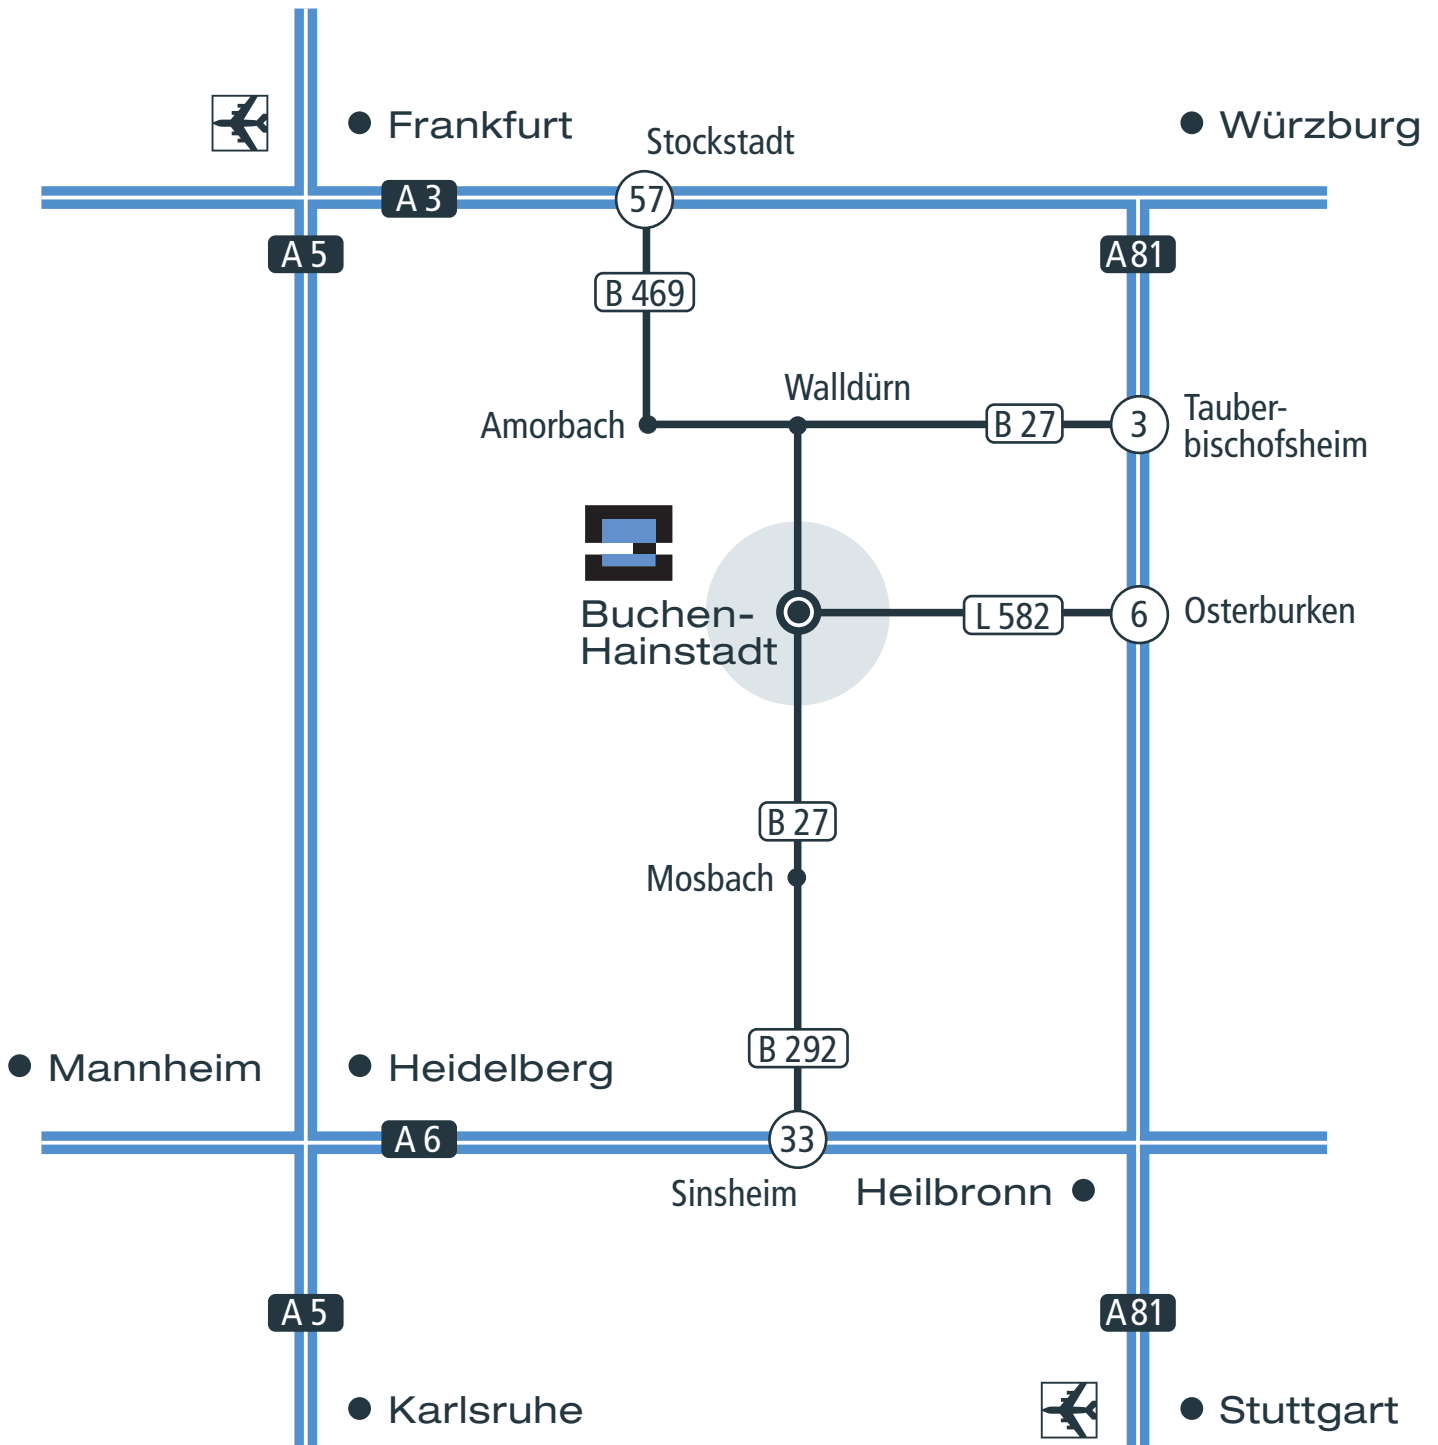 Frankfurt
Würzburg
Stockstadt
A 3
57
A 5
A 81
B 469
Walldürn
Amorbach
B 27
3
Tauber-
bischofsheim
Buchen-
Hainstadt
L 582
6
Osterburken
B 27
Mosbach
B 292
Mannheim
Heidelberg
A 6
33
Sinsheim
Heilbronn
A 5
A 81
Karlsruhe
Stuttgart